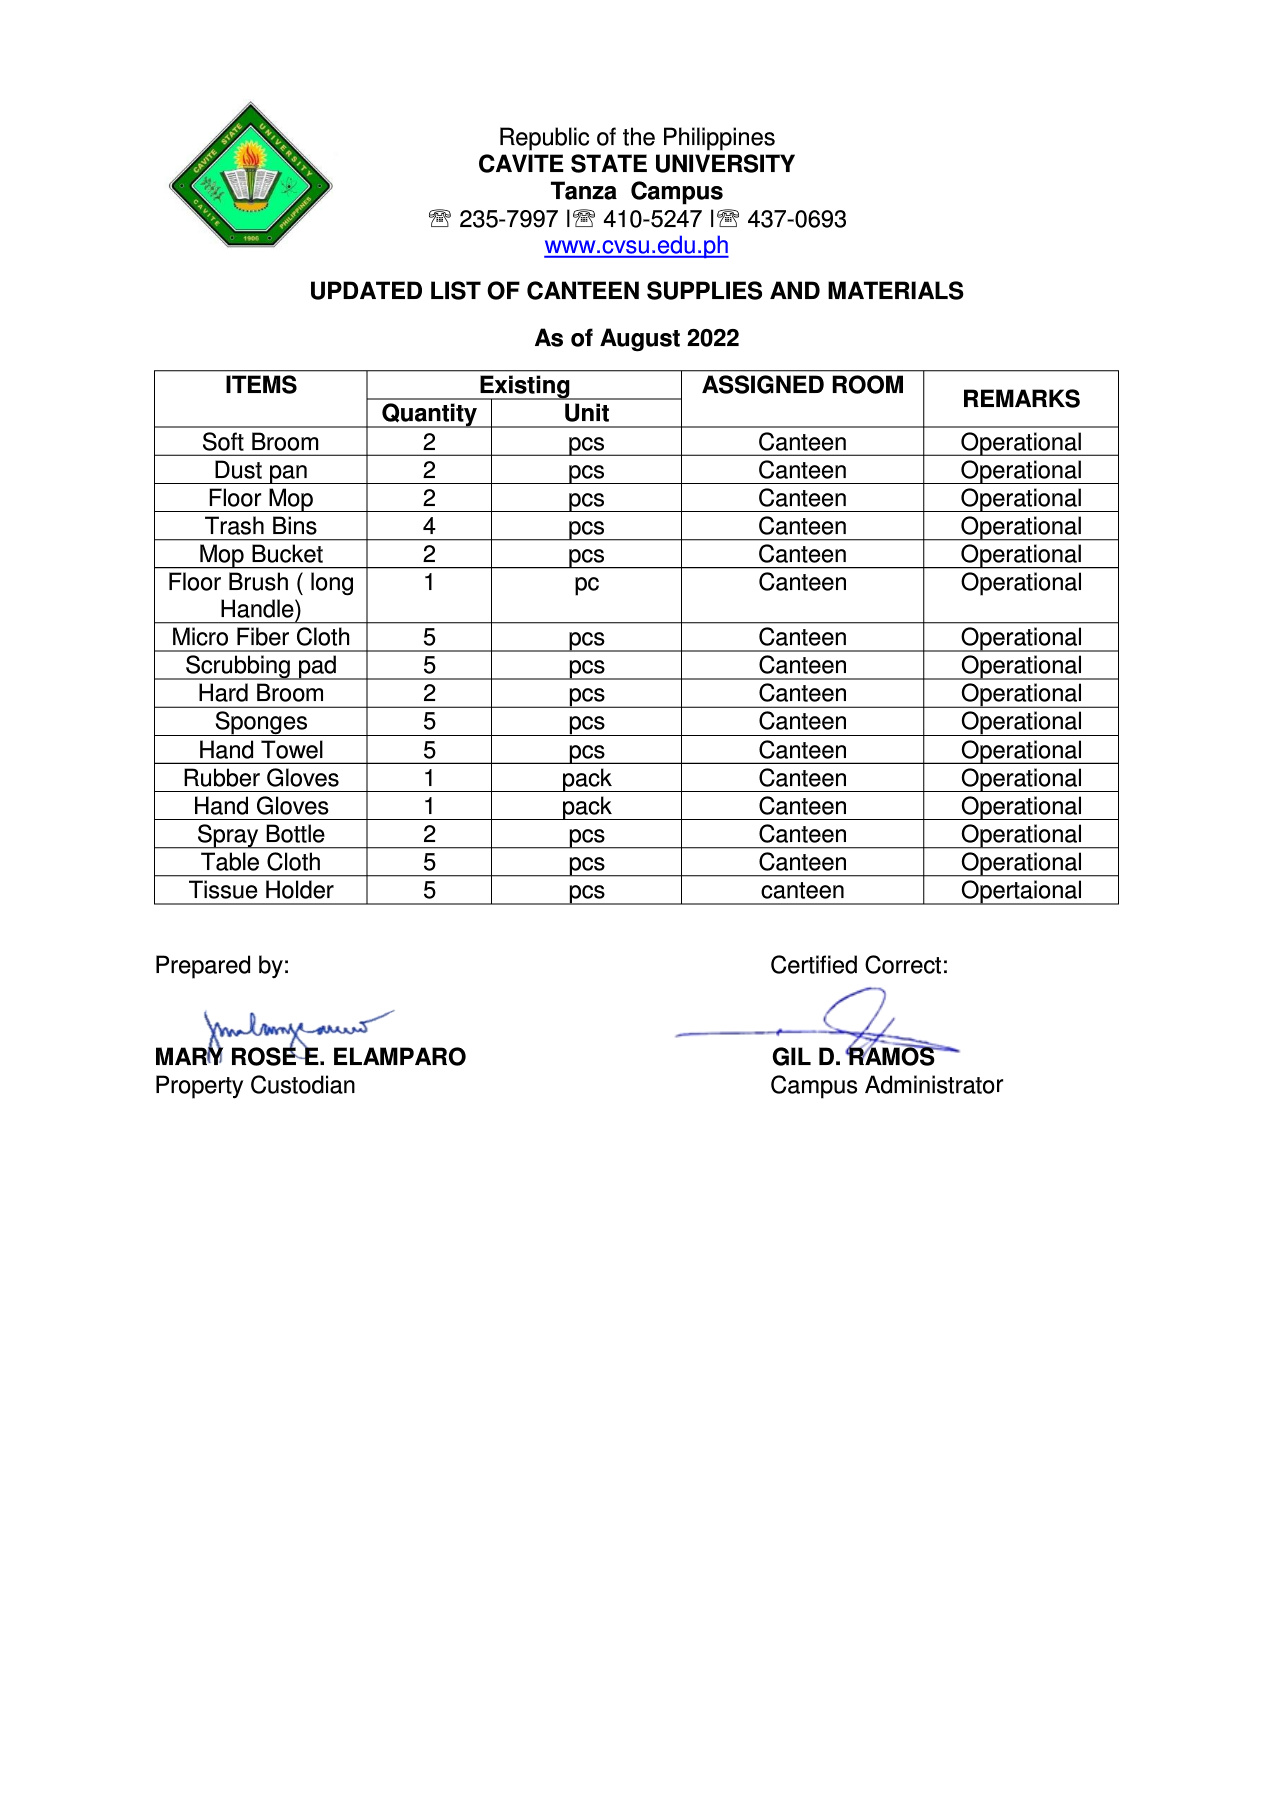 CAVITE STATE UNIVERSITY
CAVITE PHILIPPINES
1906
Republic of the Philippines
CAVITE STATE UNIVERSITY
Tanza Campus
☏ 235-7997 l☏ 410-5247 l☏ 437-0693
www.cvsu.edu.ph
UPDATED LIST OF CANTEEN SUPPLIES AND MATERIALS
As of August 2022
ITEMS Existing ASSIGNED ROOM REMARKS
Quantity Unit
Soft Broom 2 pcs Canteen Operational
Dust pan 2 pcs Canteen Operational
Floor Mop 2 pcs Canteen Operational
Trash Bins 4 pcs Canteen Operational
Mop Bucket 2 pcs Canteen Operational
Floor Brush ( long 1 pc Canteen Operational
Handle)
Micro Fiber Cloth 5 pcs Canteen Operational
Scrubbing pad 5 pcs Canteen Operational
Hard Broom 2 pcs Canteen Operational
Sponges 5 pcs Canteen Operational
Hand Towel 5 pcs Canteen Operational
Rubber Gloves 1 pack Canteen Operational
Hand Gloves 1 pack Canteen Operational
Spray Bottle 2 pcs Canteen Operational
Table Cloth 5 pcs Canteen Operational
Tissue Holder 5 pcs canteen Opertaional
Prepared by: Certified Correct:
MARY ROSE E. ELAMPARO GIL D. RAMOS
Property Custodian Campus Administrator